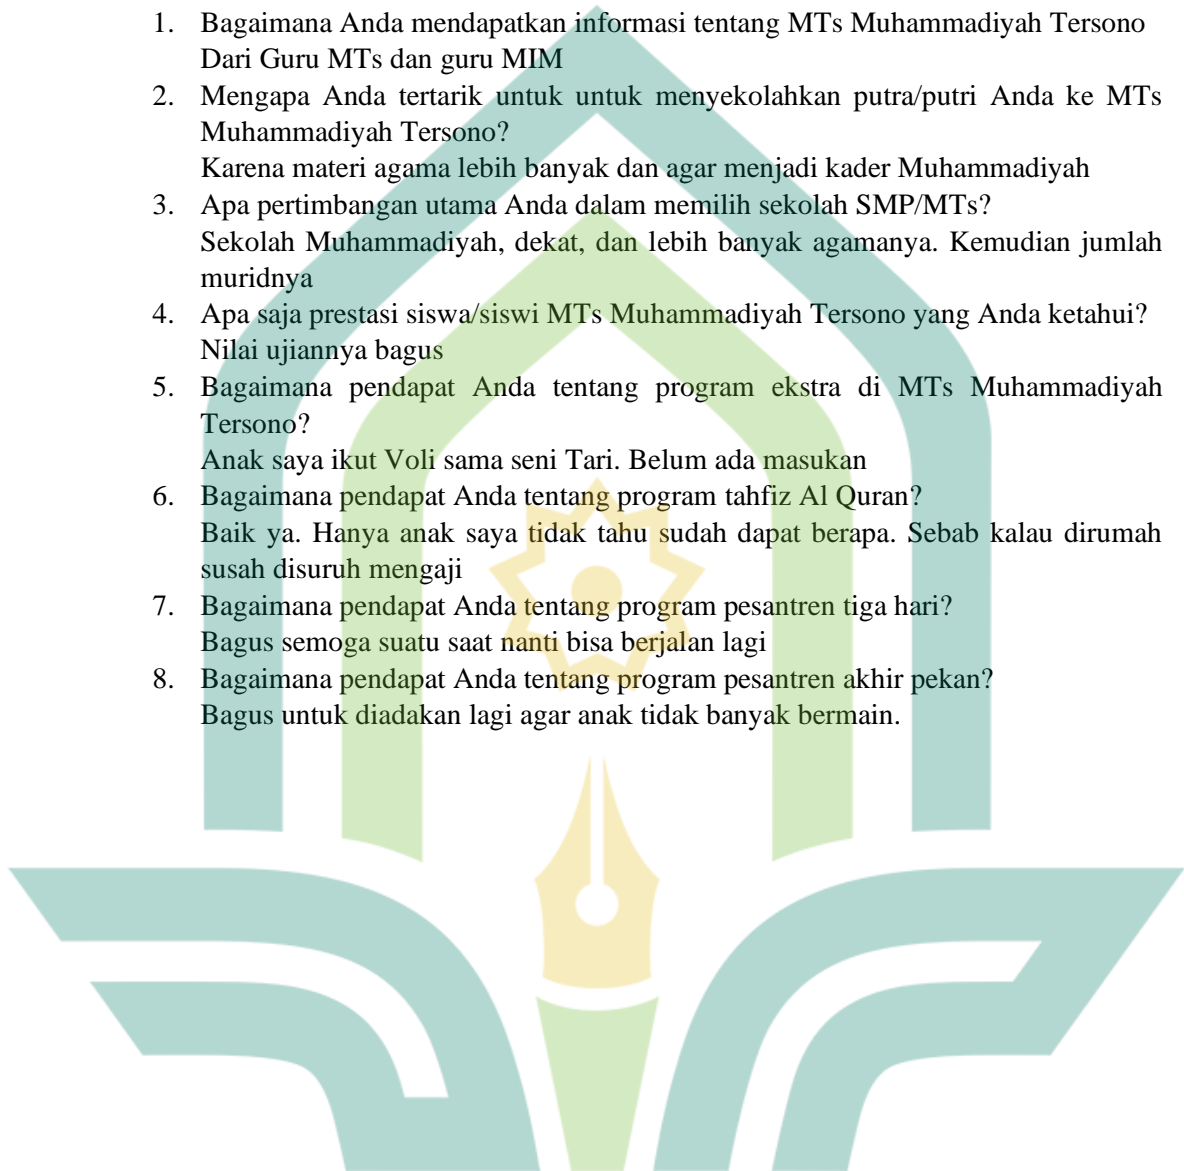 1. Bagaimana Anda mendapatkan informasi tentang MTs Muhammadiyah Tersono
Dari Guru MTs dan guru MIM
2. Mengapa Anda tertarik untuk untuk menyekolahkan putra/putri Anda ke MTs
Muhammadiyah Tersono?
Karena materi agama lebih banyak dan agar menjadi kader Muhammadiyah
3. Apa pertimbangan utama Anda dalam memilih sekolah SMP/MTs?
Sekolah Muhammadiyah, dekat, dan lebih banyak agamanya. Kemudian jumlah
muridnya
4. Apa saja prestasi siswa/siswi MTs Muhammadiyah Tersono yang Anda ketahui?
Nilai ujiannya bagus
5. Bagaimana pendapat Anda tentang program ekstra di MTs Muhammadiyah
Tersono?
Anak saya ikut Voli sama seni Tari. Belum ada masukan
6. Bagaimana pendapat Anda tentang program tahfiz Al Quran?
Baik ya. Hanya anak saya tidak tahu sudah dapat berapa. Sebab kalau dirumah
susah disuruh mengaji
7. Bagaimana pendapat Anda tentang program pesantren tiga hari?
Bagus semoga suatu saat nanti bisa berjalan lagi
8. Bagaimana pendapat Anda tentang program pesantren akhir pekan?
Bagus untuk diadakan lagi agar anak tidak banyak bermain.